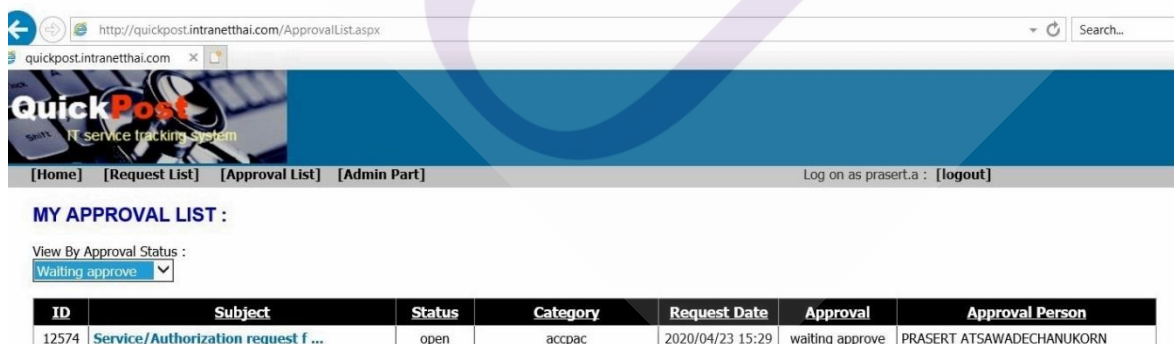 http://quickpost.intranetthai.com/ApprovalList.aspx
Search...
quickpost.intranetthai.com
QuickPost
Shift
IT service tracking system
[Home] [Request List] [Approval List] [Admin Part] Log on as prasert.a : [logout]
MY APPROVAL LIST :
View By Approval Status :
Waiting approve
ID Subject Status Category Request Date Approval Approval Person
12574 Service/Authorization request f ... open accpac 2020/04/23 15:29 waiting approve PRASERT ATSAWADECHANUKORN